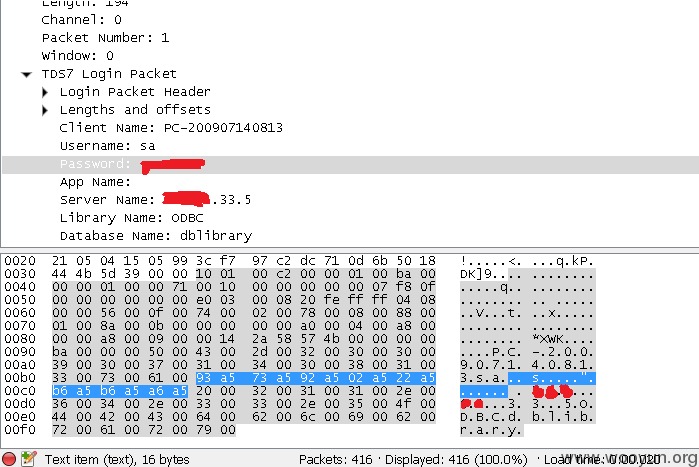 Length: 194
Channel: 0
Packet Number: 1
Window: 0
TDS7 Login Packet
Login Packet Header
Lengths and offsets
Client Name: PC-200907140813
Username: sa
Password:
App Name:
Server Name: .33.5
Library Name: ODBC
Database Name: dblibrary
0020 21 05 04 15 05 99 3c f7 97 c2 dc 71 0d 6b 50 18 !.....<. ...q.kP.
0030 44 4b 5d 39 00 00 10 01 00 c2 00 00 01 00 ba 00 DK]9.... ........
0040 00 00 01 00 00 71 00 10 00 00 00 00 00 07 f8 0f .....q.. ........
0050 00 00 00 00 00 00 e0 03 00 08 20 fe ff ff 04 08 ........ .. .....
0060 00 00 56 00 0f 00 74 00 02 00 78 00 08 00 88 00 ..V...t. ..x.....
0070 01 00 8a 00 0b 00 00 00 00 00 a0 00 04 00 a8 00 ........ ........
0080 00 00 a8 00 09 00 00 14 2a 58 57 4b 00 00 00 00 ........ *XWK....
0090 ba 00 00 00 50 00 43 00 2d 00 32 00 30 00 30 00 ....P.C. -.2.0.0.
00a0 39 00 30 00 37 00 31 00 34 00 30 00 38 00 31 00 9.0.7.1. 4.0.8.1.
00b0 33 00 73 00 61 00 93 a5 73 a5 92 a5 02 a5 22 a5 3.s.a... s.....".
00c0 b6 a5 b6 a5 a6 a5 20 00 32 00 31 00 31 00 2e 00
00d0 36 00 34 00 2e 00 33 00 33 00 2e 00 35 00 4f 00 3...5.O.
00e0 44 00 42 00 43 00 64 00 62 00 6c 00 69 00 62 00 D.B.C.d. b.l.i.b.
00f0 72 00 61 00 72 00 79 00 r.a.r.y.
Text item (text), 16 bytes
Packets: 416 · Displayed: 416 (100.0%) · Load time: 0:00.020
www.wooyun.org